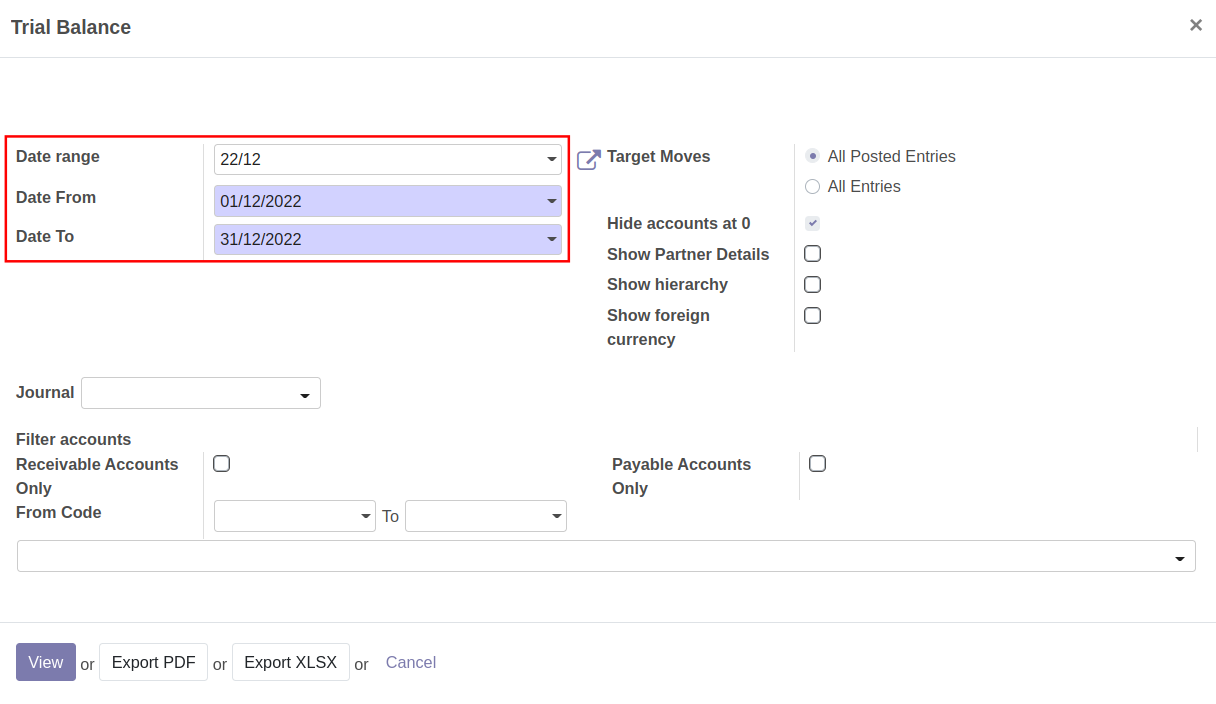 Trial Balance ×
Date range 22/12
Date From 01/12/2022
Date To 31/12/2022
Target Moves All Posted Entries
All Entries
Hide accounts at 0
Show Partner Details
Show hierarchy
Show foreign
currency
Journal
Filter accounts
Receivable Accounts
Only
Payable Accounts
Only
From Code To
View or Export PDF or Export XLSX or Cancel